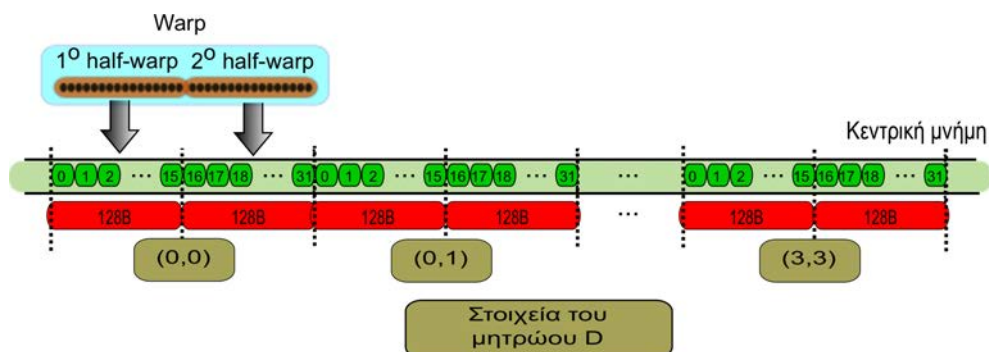 Warp
1º half-warp 2º half-warp
Κεντρική μνήμη
0 1 2 ... 15 16 17 18 ... 31 0 1 2 ... 15 16 17 18 ... 31 ... 0 1 2 ... 15 16 17 18 ... 31
128B 128B 128B 128B ... 128B 128B
(0,0) (0,1) (3,3)
Στοιχεία του
μητρώου D